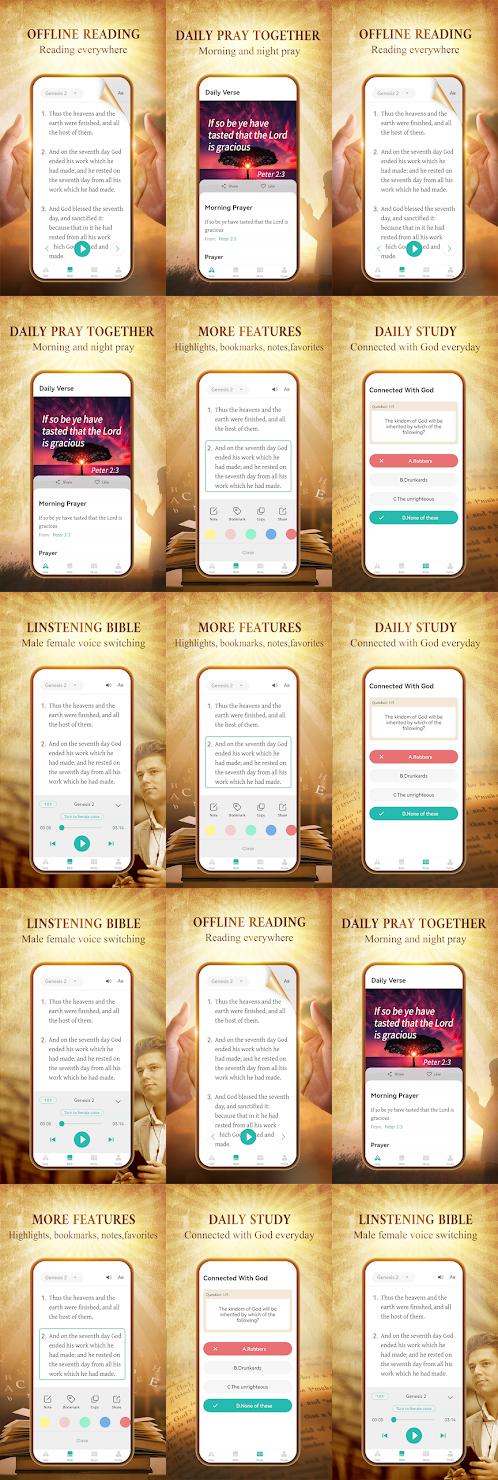 OFFLINE READING
Reading everywhere
Genesis 2
Aa
1. Thus the heavens and the
earth were finished, and all
the host of them.
2. And on the seventh day God
ended his work which he
had made; and he rested on
the seventh day from all his
work which he had made.
3. And God blessed the seventh
day, and sanctified it:
because that in it he had
rested from all his work
hich God
ed and
made.
DAILY PRAY TOGETHER
Morning and night pray
Daily Verse
If so be ye have
tasted that the Lord
is gracious
Peter 2:3
Share
Like
Morning Prayer
If so be ye have tasted that the Lord is
gracious
From: Peter 2:3
Prayer
OFFLINE READING
Reading everywhere
Genesis 2
Aa
1. Thus the heavens and the
earth were finished, and all
the host of them.
2. And on the seventh day God
ended his work which he
had made; and he rested on
the seventh day from all his
work which he had made.
3. And God blessed the seventh
day, and sanctified it:
because that in it he had
rested from all his work
hich God
ed and
made.
DAILY PRAY TOGETHER
Morning and night pray
Daily Verse
If so be ye have
tasted that the Lord
is gracious
Peter 2:3
Share
Like
Morning Prayer
If so be ye have tasted that the Lord is
gracious
From: Peter 2:3
Prayer
MORE FEATURES
Highlights, bookmarks, notes,favorites
Genesis 2
Aa
1. Thus the heavens and the
earth were finished, and all
the host of them.
2. And on the seventh day God
ended his work which he
had made; and he rested on
the seventh day from all his
work which he had made.
Note
Bookmark
Copy
Share
Close
DAILY STUDY
Connected with God everyday
Connected With God
Question 1/5
The kindom of God will be
inherited by which of the
following?
A.Robbers
B.Drunkerds
C.The unrighteous
D.None of these
LINSTENING BIBLE
Male female voice switching
Genesis 2
Aa
1. Thus the heavens and the
earth were finished, and all
the host of them.
2. And on the seventh day God
ended his work which he
had made; and he rested on
the seventh day from all his
work which he had made.
1.0X
Genesis 2
Turn to female voice
00:00
03:14
MORE FEATURES
Highlights, bookmarks, notes,favorites
Genesis 2
Aa
1. Thus the heavens and the
earth were finished, and all
the host of them.
2. And on the seventh day God
ended his work which he
had made; and he rested on
the seventh day from all his
work which he had made.
Note
Bookmark
Copy
Share
Close
DAILY STUDY
Connected with God everyday
Connected With God
Question 1/5
The kindom of God will be
inherited by which of the
following?
A.Robbers
B.Drunkerds
C.The unrighteous
D.None of these
LINSTENING BIBLE
Male female voice switching
Genesis 2
Aa
1. Thus the heavens and the
earth were finished, and all
the host of them.
2. And on the seventh day God
ended his work which he
had made; and he rested on
the seventh day from all his
work which he had made.
1.0X
Genesis 2
Turn to female voice
00:00
03:14
OFFLINE READING
Reading everywhere
Genesis 2
Aa
1. Thus the heavens and the
earth were finished, and all
the host of them.
2. And on the seventh day God
ended his work which he
had made; and he rested on
the seventh day from all his
work which he had made.
3. And God blessed the seventh
day, and sanctified it:
because that in it he had
rested from all his work
hich God
ed and
made.
DAILY PRAY TOGETHER
Morning and night pray
Daily Verse
If so be ye have
tasted that the Lord
is gracious
Peter 2:3
Share
Like
Morning Prayer
If so be ye have tasted that the Lord is
gracious
From: Peter 2:3
Prayer
MORE FEATURES
Highlights, bookmarks, notes,favorites
Genesis 2
Aa
1. Thus the heavens and the
earth were finished, and all
the host of them.
2. And on the seventh day God
ended his work which he
had made; and he rested on
the seventh day from all his
work which he had made.
Note
Bookmark
Copy
Share
Close
DAILY STUDY
Connected with God everyday
Connected With God
Question 1/5
The kindom of God will be
inherited by which of the
following?
A.Robbers
B.Drunkerds
C.The unrighteous
D.None of these
LINSTENING BIBLE
Male female voice switching
Genesis 2
Aa
1. Thus the heavens and the
earth were finished, and all
the host of them.
2. And on the seventh day God
ended his work which he
had made; and he rested on
the seventh day from all his
work which he had made.
1.0X
Genesis 2
Turn to female voice
00:00
03:14